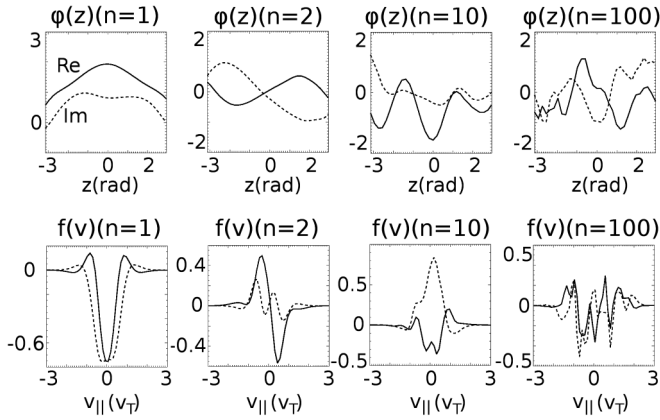 φ(z)(n=1) φ(z)(n=2) φ(z)(n=10) φ(z)(n=100)
3 2 2 2
Re
0 0 0
Im
0
2 2 2
-3 0 2 -3 0 2 -3 0 2 -3 0 2
z(rad) z(rad) z(rad) z(rad)
f(v)(n=1) f(v)(n=2) f(v)(n=10) f(v)(n=100)
0 0.4 0.5 0.5
0.0 0 0.0
-0.6 -0.4
-0.5 -0.5
-3 0 3 -3 0 3 -3 0 3 -3 0 3
v||(vT) v||(vT) v||(vT) v||(vT)